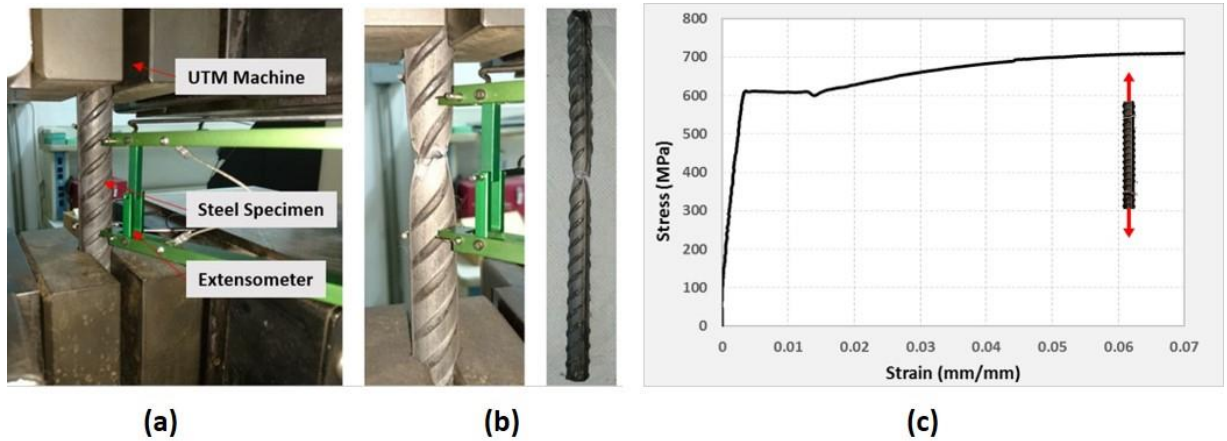 UTM Machine
Steel Specimen
Extensometer
(a)
(b)
800
700
600
500
400
300
200
100
0
Stress (MPa)
0 0.01 0.02 0.03 0.04 0.05 0.06 0.07
Strain (mm/mm)
(c)